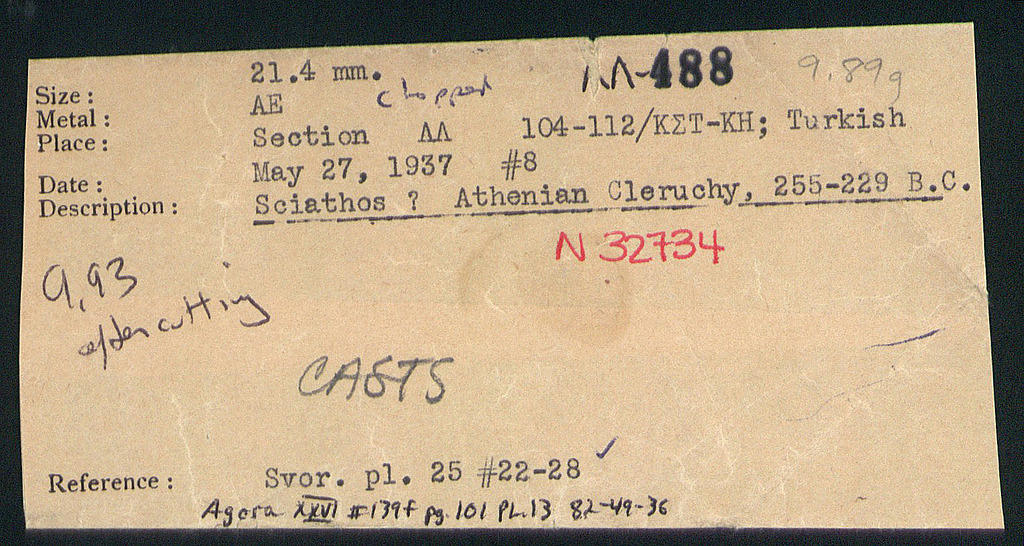 ΛΛ-488 9.89g
Size : 21.4 mm.
Metal : AE chopped
Place : Section ΛΛ 104-112/ΚΣΤ-ΚΗ; Turkish
Date : May 27, 1937 #8
Description : Sciathos ? Athenian Cleruchy, 255-229 B.C.
N 32734
9,93
after cutting
CASTS
Reference : Svor. pl. 25 #22-28 ✓
Agora XXVI #139f pg. 101 PL.13 82-49-36